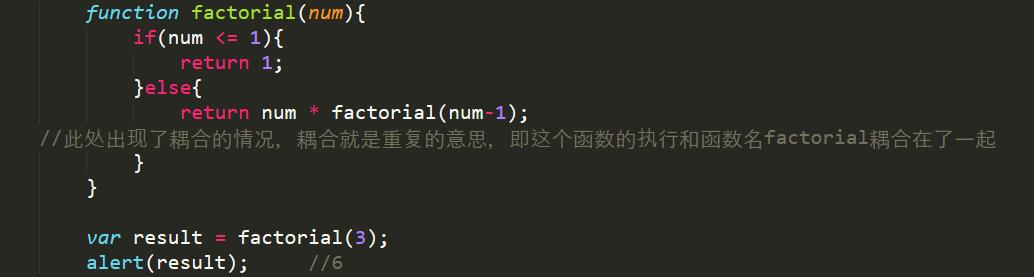 function factorial(num){
if(num <= 1){
return 1;
}else{
return num * factorial(num-1);
//此处出现了耦合的情况，耦合就是重复的意思，即这个函数的执行和函数名factorial耦合在了一起
}
}
var result = factorial(3);
alert(result); //6